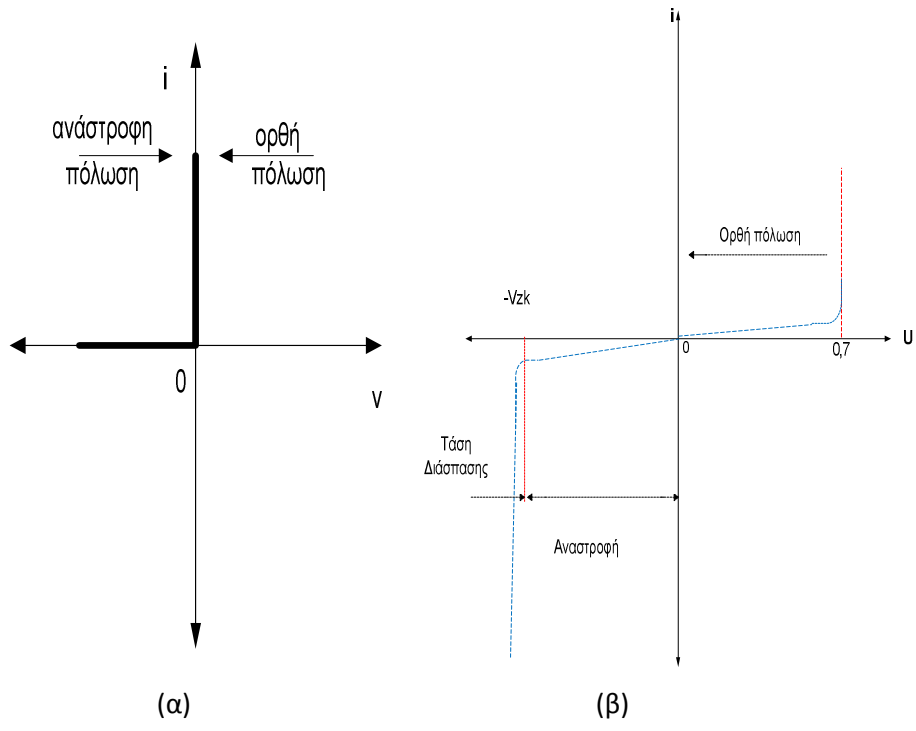 i
ανάστροφη
πόλωση
ορθή
πόλωση
0
V
(α)
i
Ορθή πόλωση
-Vzk
0
0,7
U
Τάση
Διάσπασης
Αναστροφή
(β)